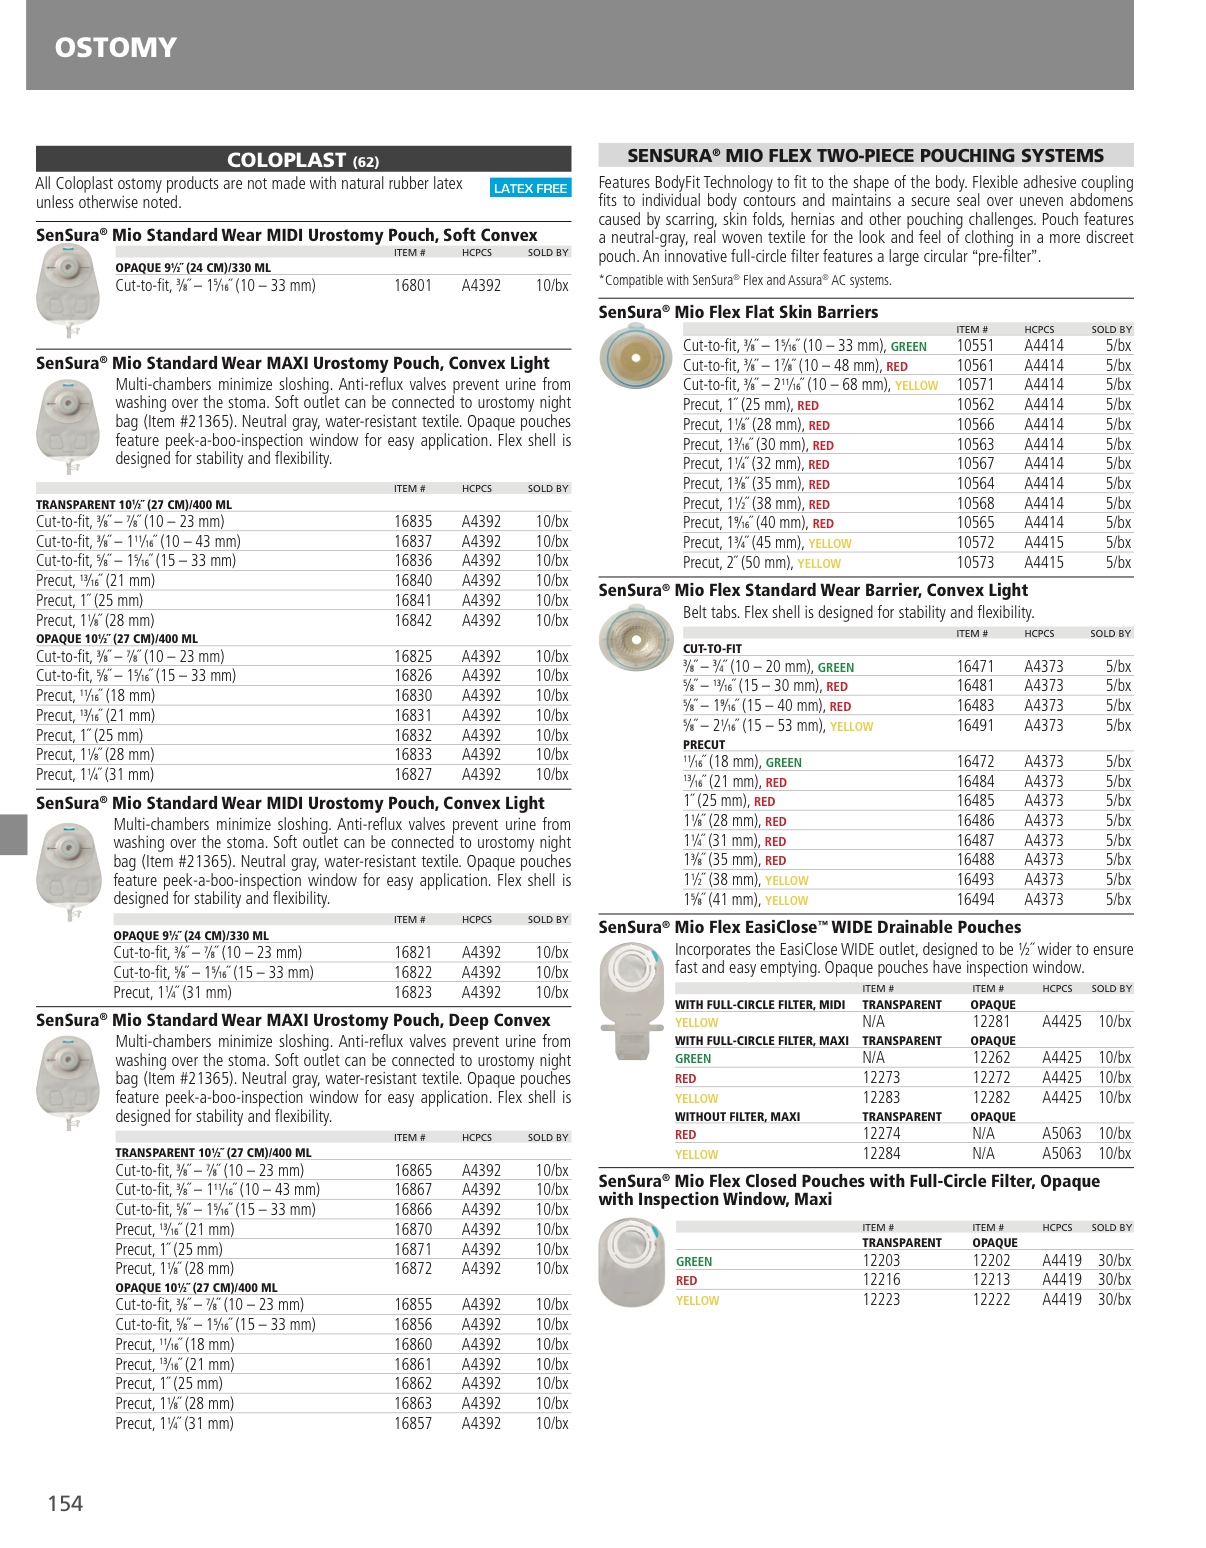 OSTOMY
COLOPLAST (62)
All Coloplast ostomy products are not made with natural rubber latex
unless otherwise noted.
LATEX FREE
SenSura® Mio Standard Wear MIDI Urostomy Pouch, Soft Convex
ITEM # HCPCS SOLD BY
OPAQUE 9½˝ (24 CM)/330 ML
Cut-to-fit, ⅜˝ – 1⁵⁄₁₆˝ (10 – 33 mm) 16801 A4392 10/bx
SenSura® Mio Standard Wear MAXI Urostomy Pouch, Convex Light
Multi-chambers minimize sloshing. Anti-reflux valves prevent urine from
washing over the stoma. Soft outlet can be connected to urostomy night
bag (Item #21365). Neutral gray, water-resistant textile. Opaque pouches
feature peek-a-boo-inspection window for easy application. Flex shell is
designed for stability and flexibility.
ITEM # HCPCS SOLD BY
TRANSPARENT 10½˝ (27 CM)/400 ML
Cut-to-fit, ⅜˝ – ⅞˝ (10 – 23 mm) 16835 A4392 10/bx
Cut-to-fit, ⅜˝ – 1¹¹⁄₁₆˝ (10 – 43 mm) 16837 A4392 10/bx
Cut-to-fit, ⅝˝ – 1⁵⁄₁₆˝ (15 – 33 mm) 16836 A4392 10/bx
Precut, ¹³⁄₁₆˝ (21 mm) 16840 A4392 10/bx
Precut, 1˝ (25 mm) 16841 A4392 10/bx
Precut, 1⅛˝ (28 mm) 16842 A4392 10/bx
OPAQUE 10½˝ (27 CM)/400 ML
Cut-to-fit, ⅜˝ – ⅞˝ (10 – 23 mm) 16825 A4392 10/bx
Cut-to-fit, ⅝˝ – 1⁵⁄₁₆˝ (15 – 33 mm) 16826 A4392 10/bx
Precut, ¹¹⁄₁₆˝ (18 mm) 16830 A4392 10/bx
Precut, ¹³⁄₁₆˝ (21 mm) 16831 A4392 10/bx
Precut, 1˝ (25 mm) 16832 A4392 10/bx
Precut, 1⅛˝ (28 mm) 16833 A4392 10/bx
Precut, 1¼˝ (31 mm) 16827 A4392 10/bx
SenSura® Mio Standard Wear MIDI Urostomy Pouch, Convex Light
Multi-chambers minimize sloshing. Anti-reflux valves prevent urine from
washing over the stoma. Soft outlet can be connected to urostomy night
bag (Item #21365). Neutral gray, water-resistant textile. Opaque pouches
feature peek-a-boo-inspection window for easy application. Flex shell is
designed for stability and flexibility.
ITEM # HCPCS SOLD BY
OPAQUE 9½˝ (24 CM)/330 ML
Cut-to-fit, ⅜˝ – ⅞˝ (10 – 23 mm) 16821 A4392 10/bx
Cut-to-fit, ⅝˝ – 1⁵⁄₁₆˝ (15 – 33 mm) 16822 A4392 10/bx
Precut, 1¼˝ (31 mm) 16823 A4392 10/bx
SenSura® Mio Standard Wear MAXI Urostomy Pouch, Deep Convex
Multi-chambers minimize sloshing. Anti-reflux valves prevent urine from
washing over the stoma. Soft outlet can be connected to urostomy night
bag (Item #21365). Neutral gray, water-resistant textile. Opaque pouches
feature peek-a-boo-inspection window for easy application. Flex shell is
designed for stability and flexibility.
ITEM # HCPCS SOLD BY
TRANSPARENT 10½˝ (27 CM)/400 ML
Cut-to-fit, ⅜˝ – ⅞˝ (10 – 23 mm) 16865 A4392 10/bx
Cut-to-fit, ⅜˝ – 1¹¹⁄₁₆˝ (10 – 43 mm) 16867 A4392 10/bx
Cut-to-fit, ⅝˝ – 1⁵⁄₁₆˝ (15 – 33 mm) 16866 A4392 10/bx
Precut, ¹³⁄₁₆˝ (21 mm) 16870 A4392 10/bx
Precut, 1˝ (25 mm) 16871 A4392 10/bx
Precut, 1⅛˝ (28 mm) 16872 A4392 10/bx
OPAQUE 10½˝ (27 CM)/400 ML
Cut-to-fit, ⅜˝ – ⅞˝ (10 – 23 mm) 16855 A4392 10/bx
Cut-to-fit, ⅝˝ – 1⁵⁄₁₆˝ (15 – 33 mm) 16856 A4392 10/bx
Precut, ¹¹⁄₁₆˝ (18 mm) 16860 A4392 10/bx
Precut, ¹³⁄₁₆˝ (21 mm) 16861 A4392 10/bx
Precut, 1˝ (25 mm) 16862 A4392 10/bx
Precut, 1⅛˝ (28 mm) 16863 A4392 10/bx
Precut, 1¼˝ (31 mm) 16857 A4392 10/bx
SENSURA® MIO FLEX TWO-PIECE POUCHING SYSTEMS
Features BodyFit Technology to fit to the shape of the body. Flexible adhesive coupling
fits to individual body contours and maintains a secure seal over uneven abdomens
caused by scarring, skin folds, hernias and other pouching challenges. Pouch features
a neutral-gray, real woven textile for the look and feel of clothing in a more discreet
pouch. An innovative full-circle filter features a large circular “pre-filter”.
*Compatible with SenSura® Flex and Assura® AC systems.
SenSura® Mio Flex Flat Skin Barriers
ITEM # HCPCS SOLD BY
Cut-to-fit, ⅜˝ – 1⁵⁄₁₆˝ (10 – 33 mm), GREEN 10551 A4414 5/bx
Cut-to-fit, ⅜˝ – 1⅞˝ (10 – 48 mm), RED 10561 A4414 5/bx
Cut-to-fit, ⅜˝ – 2¹¹⁄₁₆˝ (10 – 68 mm), YELLOW 10571 A4414 5/bx
Precut, 1˝ (25 mm), RED 10562 A4414 5/bx
Precut, 1⅛˝ (28 mm), RED 10566 A4414 5/bx
Precut, 1³⁄₁₆˝ (30 mm), RED 10563 A4414 5/bx
Precut, 1¼˝ (32 mm), RED 10567 A4414 5/bx
Precut, 1⅜˝ (35 mm), RED 10564 A4414 5/bx
Precut, 1½˝ (38 mm), RED 10568 A4414 5/bx
Precut, 1⁹⁄₁₆˝ (40 mm), RED 10565 A4414 5/bx
Precut, 1¾˝ (45 mm), YELLOW 10572 A4415 5/bx
Precut, 2˝ (50 mm), YELLOW 10573 A4415 5/bx
SenSura® Mio Flex Standard Wear Barrier, Convex Light
Belt tabs. Flex shell is designed for stability and flexibility.
ITEM # HCPCS SOLD BY
CUT-TO-FIT
⅜˝ – ¾˝ (10 – 20 mm), GREEN 16471 A4373 5/bx
⅝˝ – ¹³⁄₁₆˝ (15 – 30 mm), RED 16481 A4373 5/bx
⅝˝ – 1⁹⁄₁₆˝ (15 – 40 mm), RED 16483 A4373 5/bx
⅝˝ – 2¹⁄₁₆˝ (15 – 53 mm), YELLOW 16491 A4373 5/bx
PRECUT
¹¹⁄₁₆˝ (18 mm), GREEN 16472 A4373 5/bx
¹³⁄₁₆˝ (21 mm), RED 16484 A4373 5/bx
1˝ (25 mm), RED 16485 A4373 5/bx
1⅛˝ (28 mm), RED 16486 A4373 5/bx
1¼˝ (31 mm), RED 16487 A4373 5/bx
1⅜˝ (35 mm), RED 16488 A4373 5/bx
1½˝ (38 mm), YELLOW 16493 A4373 5/bx
1⅝˝ (41 mm), YELLOW 16494 A4373 5/bx
SenSura® Mio Flex EasiClose™ WIDE Drainable Pouches
Incorporates the EasiClose WIDE outlet, designed to be ½˝ wider to ensure
fast and easy emptying. Opaque pouches have inspection window.
ITEM # ITEM # HCPCS SOLD BY
WITH FULL-CIRCLE FILTER, MIDI TRANSPARENT OPAQUE
YELLOW N/A 12281 A4425 10/bx
WITH FULL-CIRCLE FILTER, MAXI TRANSPARENT OPAQUE
GREEN N/A 12262 A4425 10/bx
RED 12273 12272 A4425 10/bx
YELLOW 12283 12282 A4425 10/bx
WITHOUT FILTER, MAXI TRANSPARENT OPAQUE
RED 12274 N/A A5063 10/bx
YELLOW 12284 N/A A5063 10/bx
SenSura® Mio Flex Closed Pouches with Full-Circle Filter, Opaque
with Inspection Window, Maxi
ITEM # ITEM # HCPCS SOLD BY
TRANSPARENT OPAQUE
GREEN 12203 12202 A4419 30/bx
RED 12216 12213 A4419 30/bx
YELLOW 12223 12222 A4419 30/bx
154